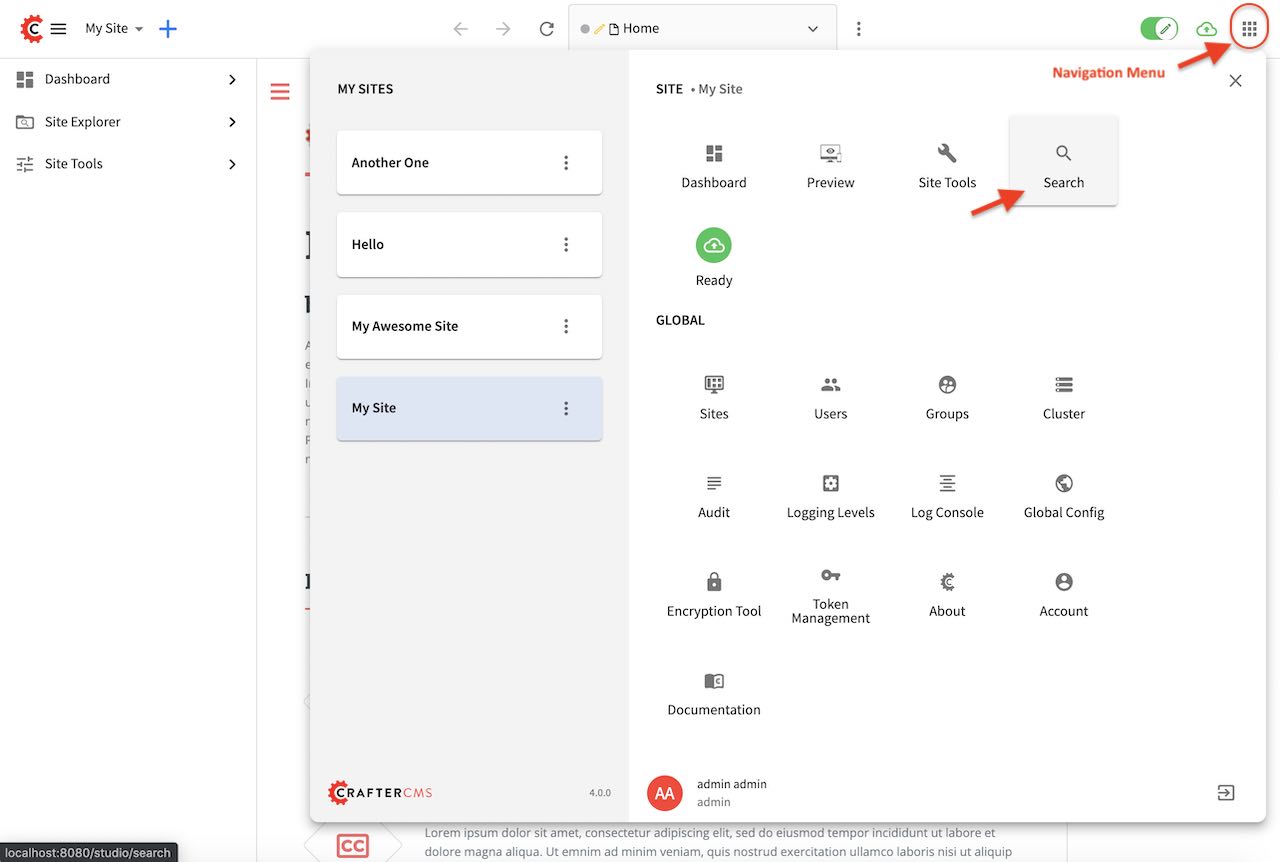 My Site
Home
Navigation Menu
Dashboard
Site Explorer
Site Tools
MY SITES
Another One
Hello
My Awesome Site
My Site
CRAFTERCMS
4.0.0
SITE • My Site
Dashboard
Preview
Site Tools
Search
Ready
GLOBAL
Sites
Users
Groups
Cluster
Audit
Logging Levels
Log Console
Global Config
Encryption Tool
Token
Management
About
Account
Documentation
AA
admin admin
admin
CC
Lorem ipsum dolor sit amet, consectetur adipiscing elit, sed do eiusmod tempor incididunt ut labore et
dolore magna aliqua. Ut emnim ad minim veniam, quis nostrud exercitation ullamco laboris nisi ut aliquip
localhost:8080/studio/search